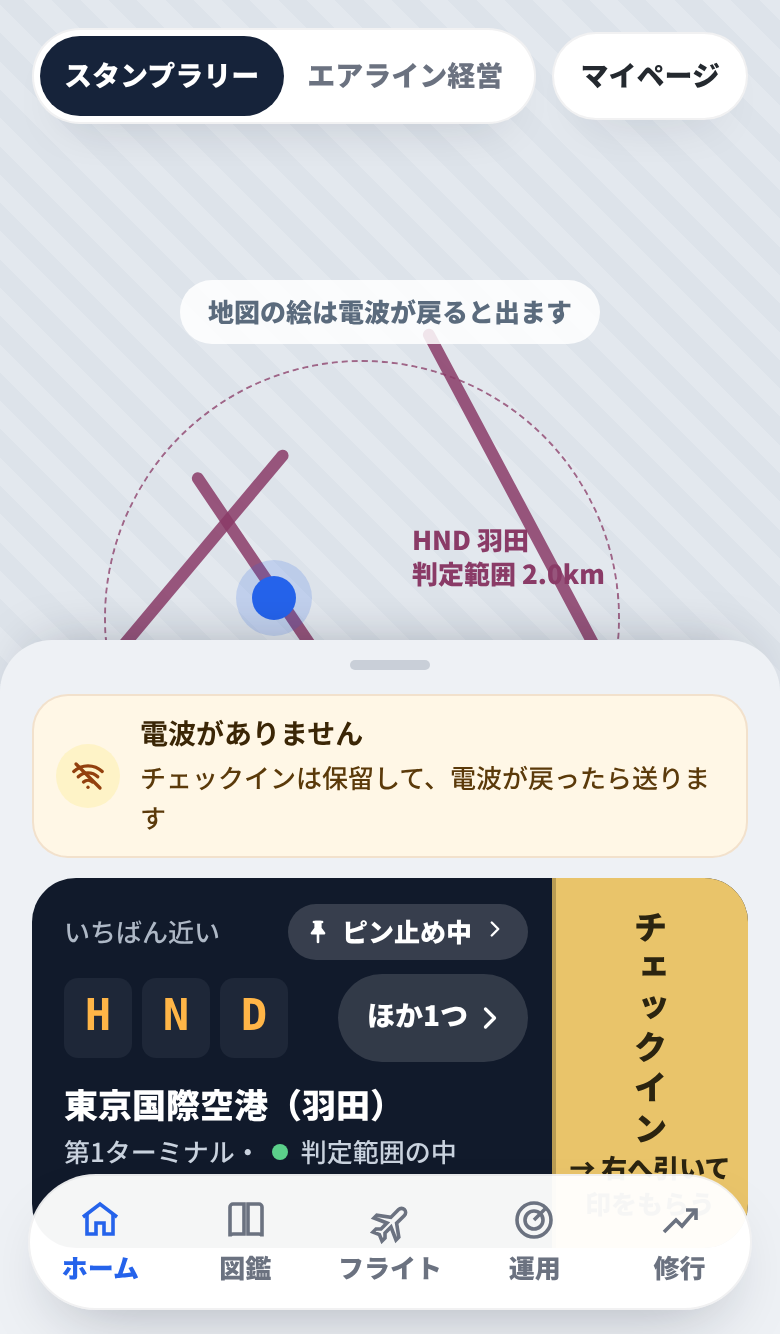 スタンプラリー
エアライン経営
マイページ
地図の絵は電波が戻ると出ます
HND 羽田
判定範囲 2.0km
電波がありません
チェックインは保留して、電波が戻ったら送りま
す
いちばん近い
ピン止め中
HND
ほか1つ
東京国際空港（羽田）
第1ターミナル・ 判定範囲の中
チェックイン
→ 右へ引いて
印をもらう
ホーム
図鑑
フライト
運用
修行